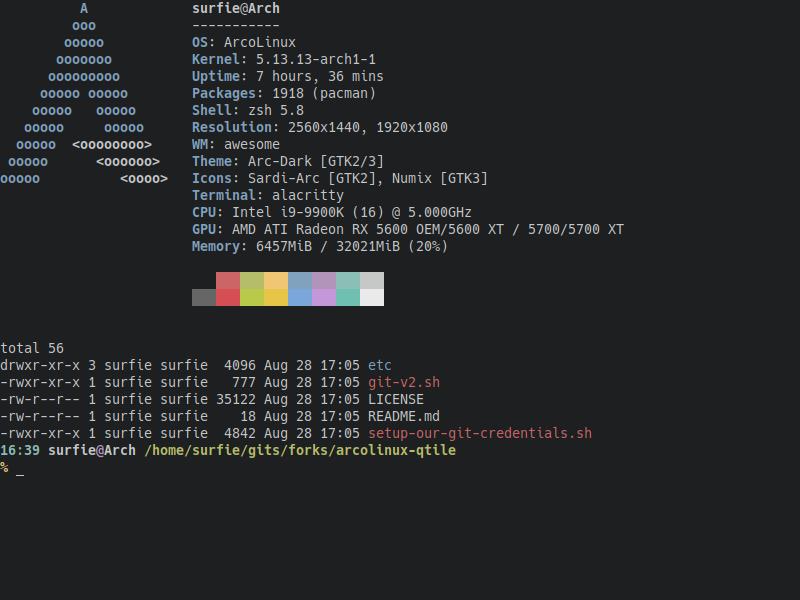 A surfie@Arch
ooo -----------
ooooo OS: ArcoLinux
ooooooo Kernel: 5.13.13-arch1-1
ooooooooo Uptime: 7 hours, 36 mins
ooooo ooooo Packages: 1918 (pacman)
ooooo ooooo Shell: zsh 5.8
ooooo ooooo Resolution: 2560x1440, 1920x1080
ooooo <oooooooo> WM: awesome
ooooo <oooooo> Theme: Arc-Dark [GTK2/3]
ooooo <oooo> Icons: Sardi-Arc [GTK2], Numix [GTK3]
Terminal: alacritty
CPU: Intel i9-9900K (16) @ 5.000GHz
GPU: AMD ATI Radeon RX 5600 OEM/5600 XT / 5700/5700 XT
Memory: 6457MiB / 32021MiB (20%)
total 56
drwxr-xr-x 3 surfie surfie  4096 Aug 28 17:05 etc
-rwxr-xr-x 1 surfie surfie   777 Aug 28 17:05 git-v2.sh
-rw-r--r-- 1 surfie surfie 35122 Aug 28 17:05 LICENSE
-rw-r--r-- 1 surfie surfie    18 Aug 28 17:05 README.md
-rwxr-xr-x 1 surfie surfie  4842 Aug 28 17:05 setup-our-git-credentials.sh
16:39 surfie@Arch /home/surfie/gits/forks/arcolinux-qtile
% _